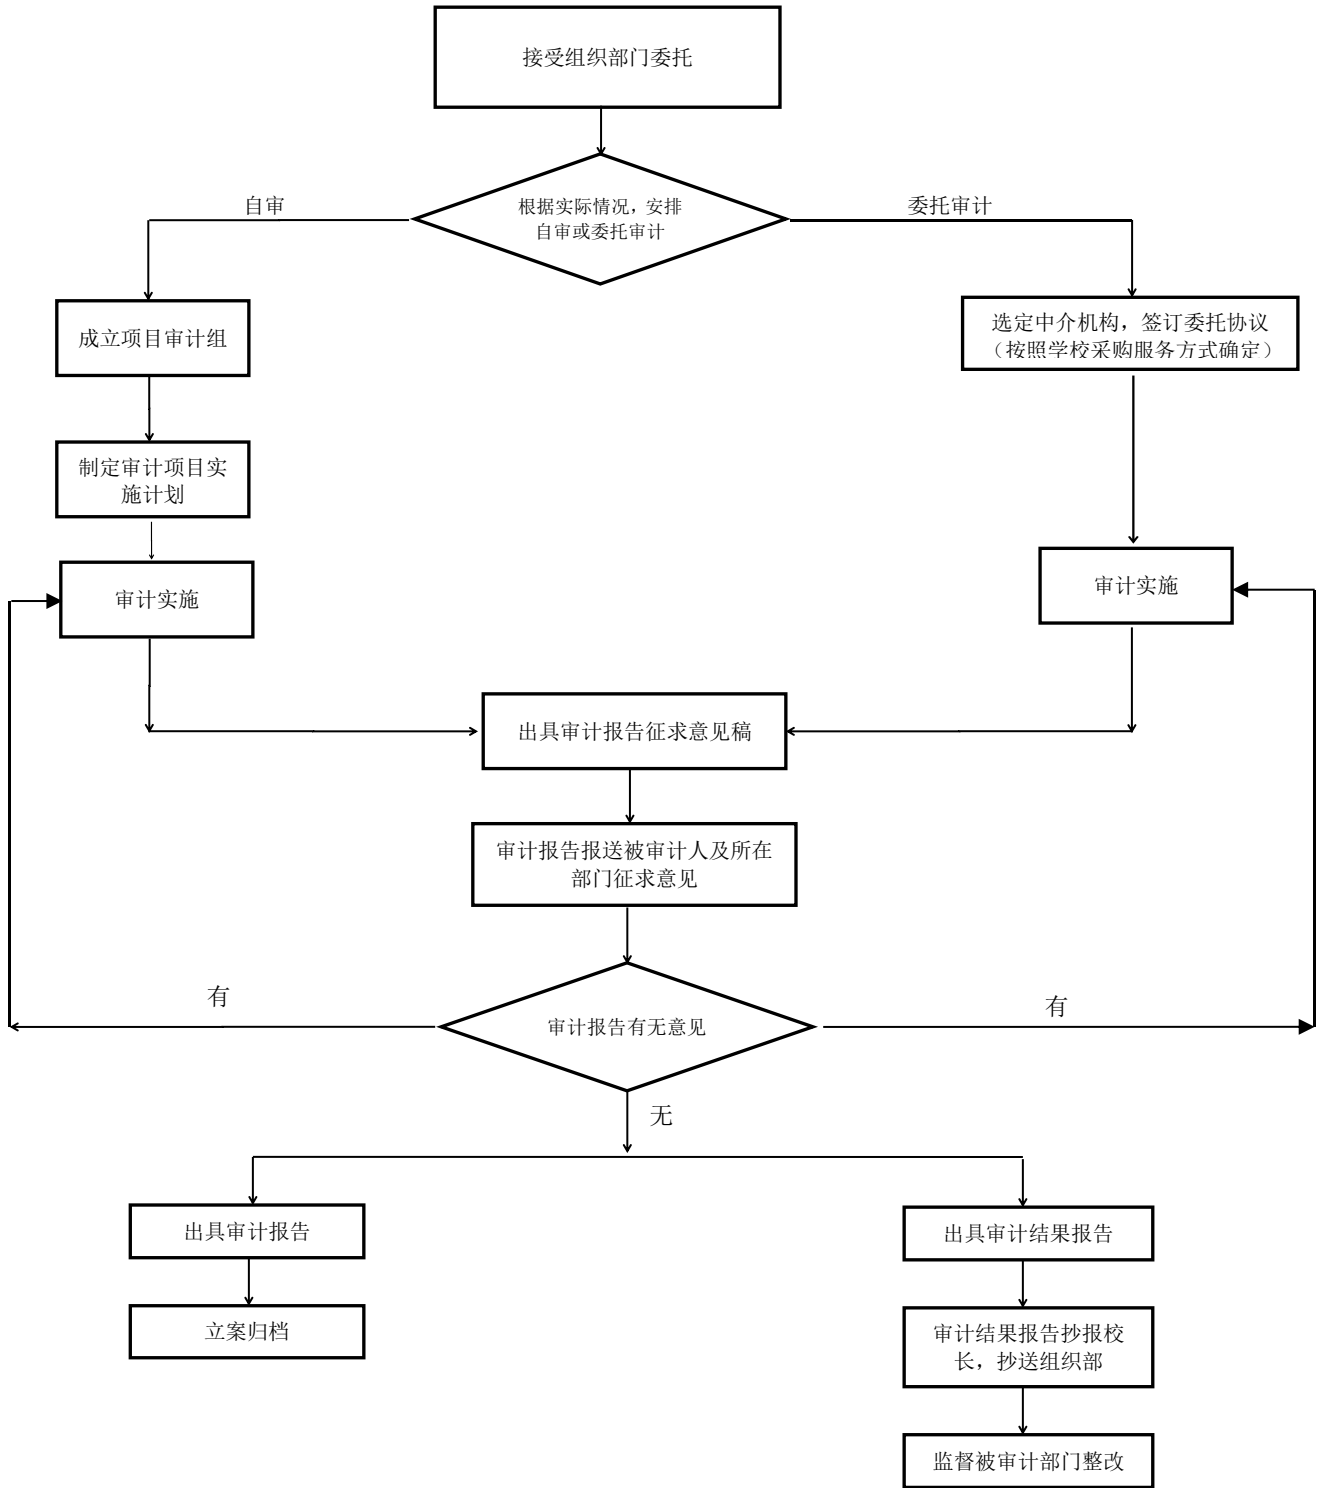 接受组织部门委托
根据实际情况，安排
自审或委托审计
自审
委托审计
成立项目审计组
选定中介机构，签订委托协议
（按照学校采购服务方式确定）
制定审计项目实
施计划
审计实施
审计实施
出具审计报告征求意见稿
审计报告报送被审计人及所在
部门征求意见
有
审计报告有无意见
有
无
出具审计报告
出具审计结果报告
立案归档
审计结果报告抄报校
长，抄送组织部
监督被审计部门整改